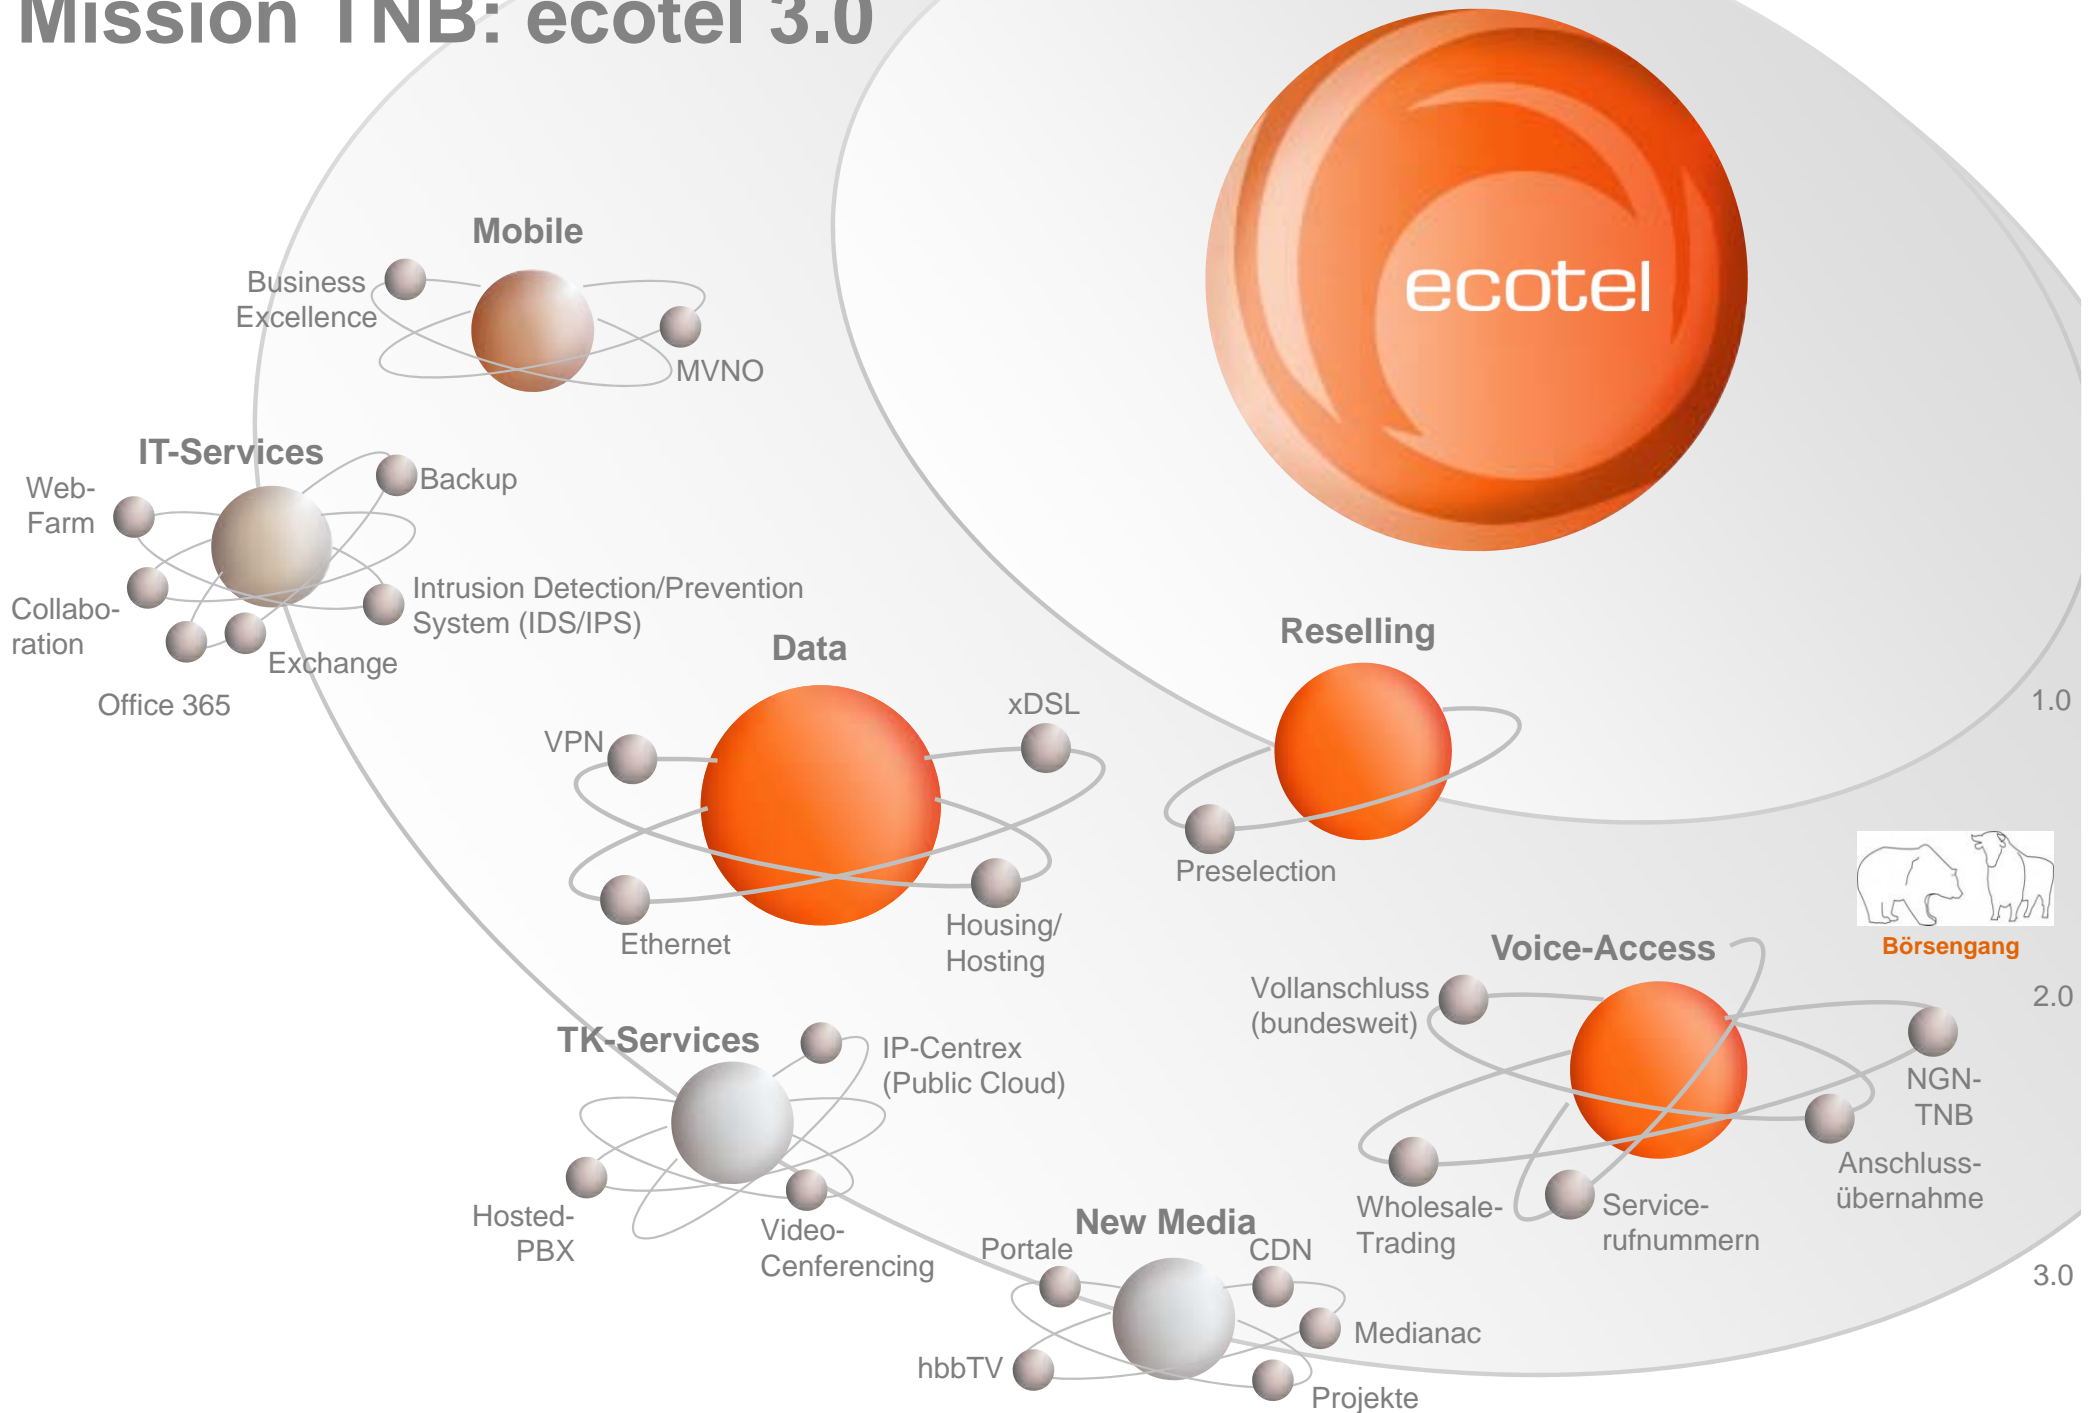 Mission TNB: ecotel 3.0
ecotel
Mobile
Business
Excellence
MVNO
IT-Services
Web-
Farm
Backup
Collabo-
ration
Intrusion Detection/Prevention
System (IDS/IPS)
Exchange
Office 365
Data
VPN
xDSL
Ethernet
Housing/
Hosting
Reselling
Preselection
1.0
Börsengang
2.0
Voice-Access
Vollanschluss
(bundesweit)
NGN-
TNB
Anschluss-
übernahme
Wholesale-
Trading
Service-
rufnummern
TK-Services
IP-Centrex
(Public Cloud)
Hosted-
PBX
Video-
Cenferencing
New Media
Portale
CDN
Medianac
hbbTV
Projekte
3.0